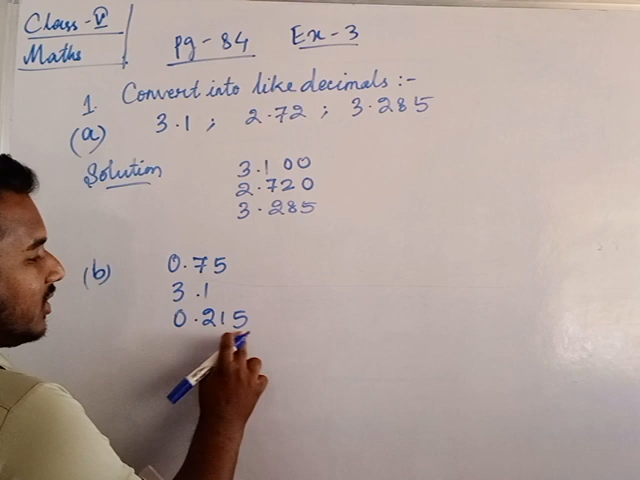 Class - V
Maths
Pg - 84 Ex - 3
1. Convert into like decimals :-
(a) 3.1 ; 2.72 ; 3.285
Solution 3.100
2.720
3.285
(b) 0.75
3.1
0.215